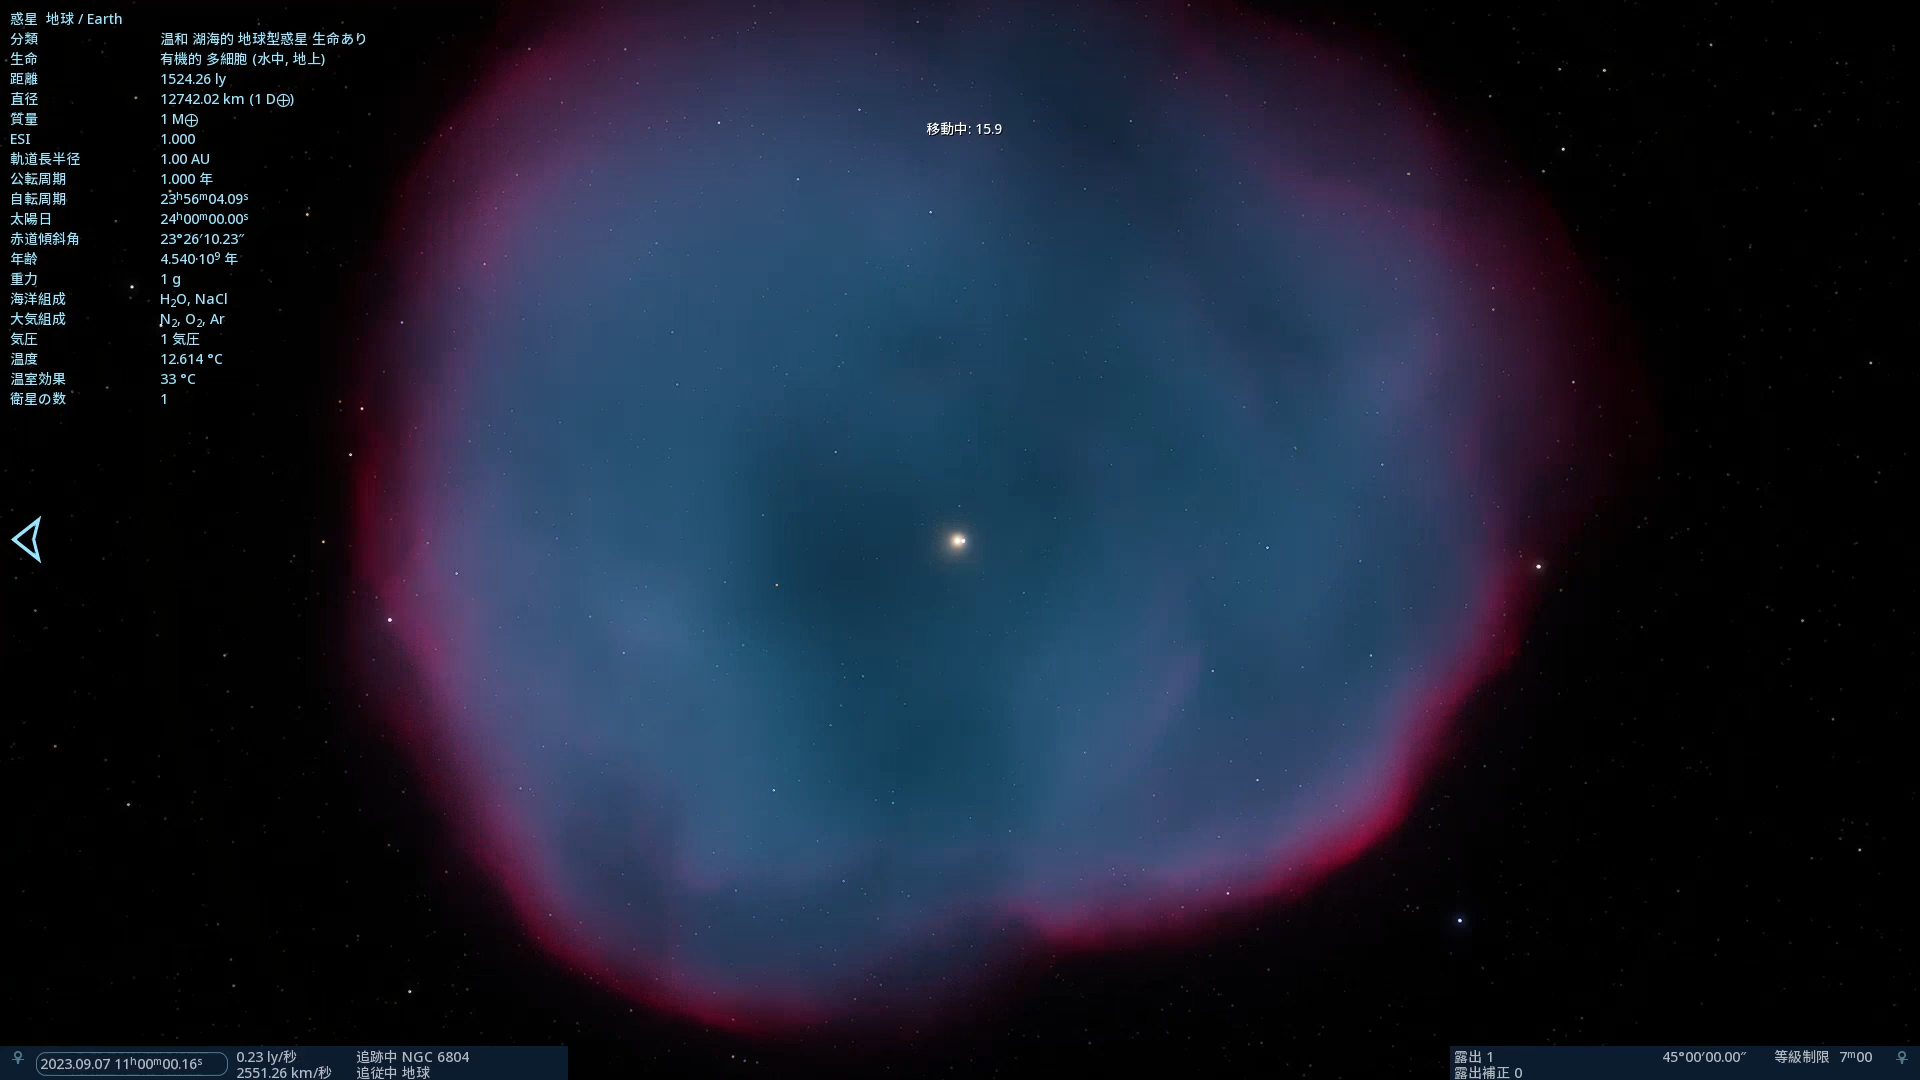 惑星 地球 / Earth
分類 温和 湖海的 地球型惑星 生命あり
生命 有機的 多細胞 (水中, 地上)
距離 1524.26 ly
直径 12742.02 km (1 D⊕)
質量 1 M⊕
ESI 1.000
軌道長半径 1.00 AU
公転周期 1.000 年
自転周期 23ʰ56ᵐ04.09ˢ
太陽日 24ʰ00ᵐ00.00ˢ
赤道傾斜角 23°26′10.23″
年齢 4.540·10⁹ 年
重力 1 g
海洋組成 H₂O, NaCl
大気組成 N₂, O₂, Ar
気圧 1 気圧
温度 12.614 °C
温室効果 33 °C
衛星の数 1
移動中: 15.9
2023.09.07 11ʰ00ᵐ00.16ˢ
0.23 ly/秒
2551.26 km/秒
追跡中 NGC 6804
追従中 地球
露出 1
露出補正 0
45°00′00.00″
等級制限 7ᵐ00